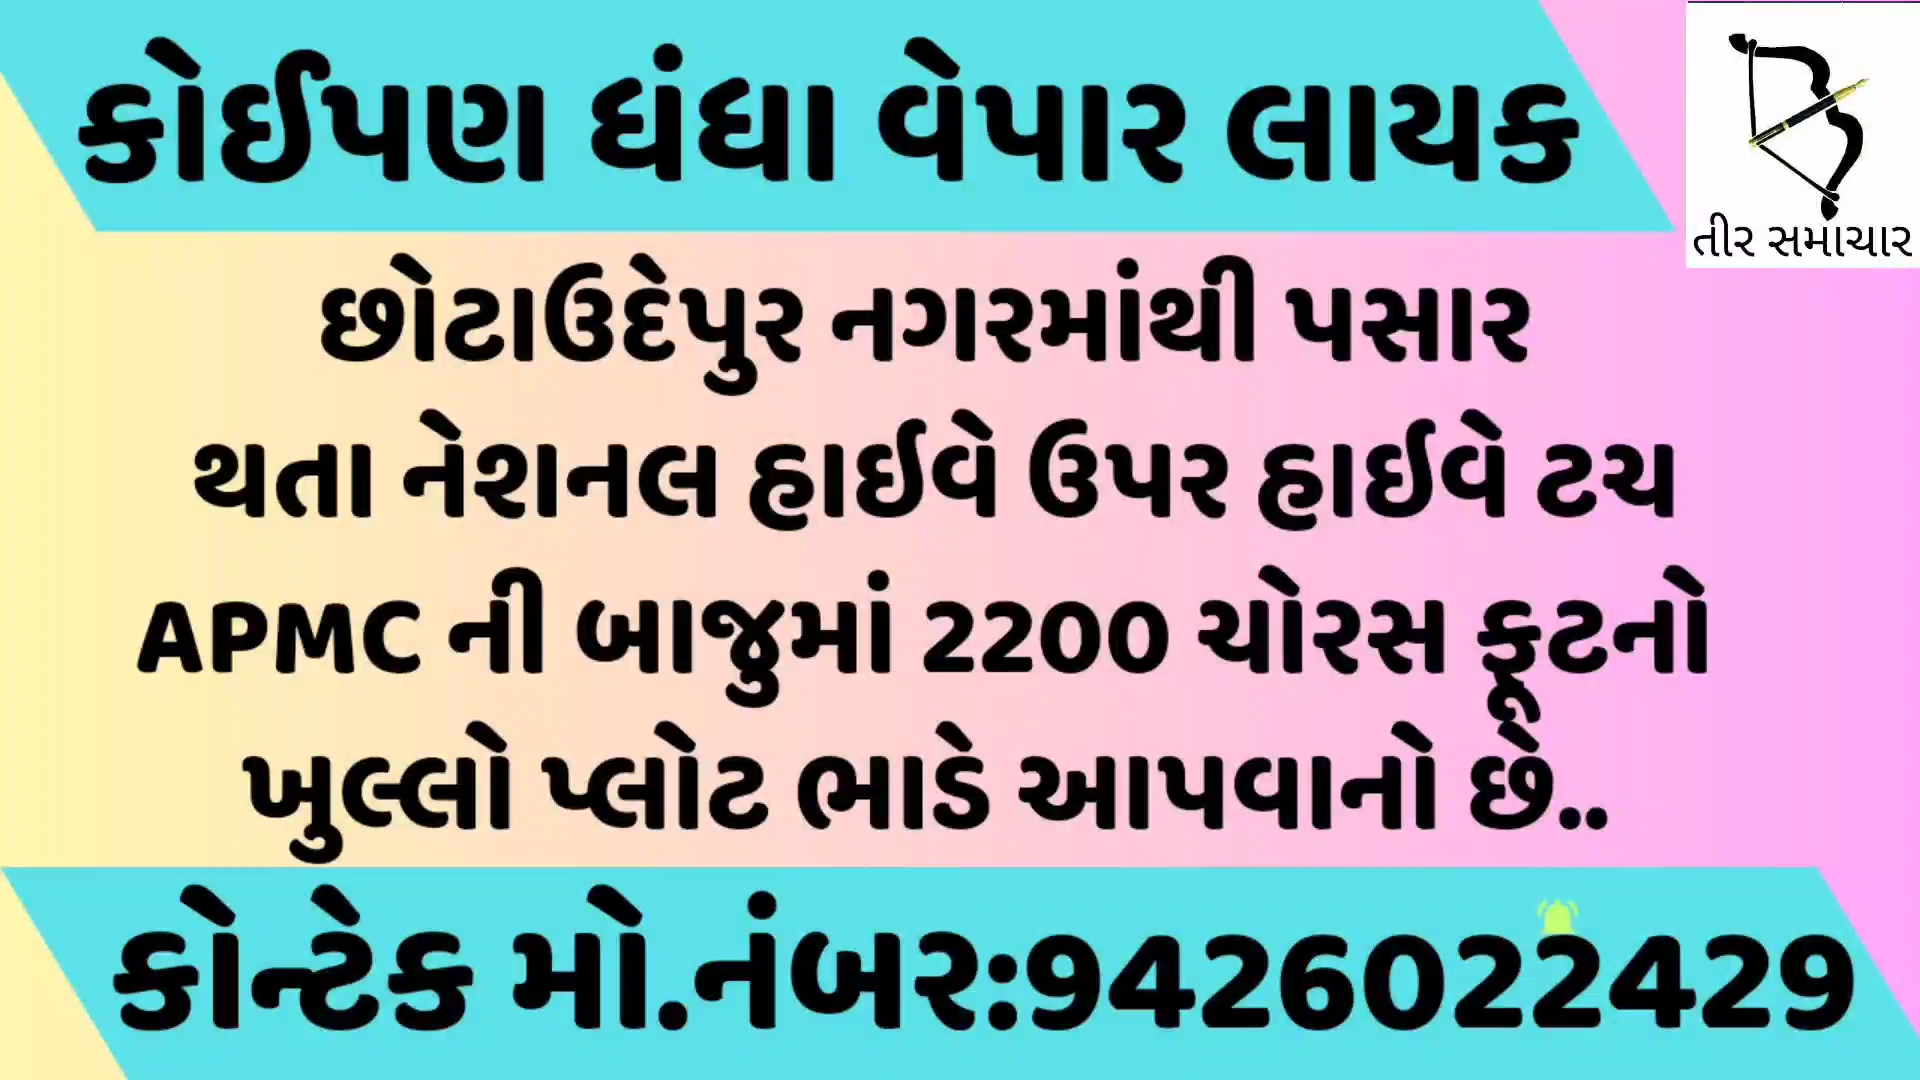 કોઈપણ ધંધા વેપાર લાયક
તીર સમાચાર
છોટાઉદેપુર નગરમાંથી પસાર
થતા નેશનલ હાઈવે ઉપર હાઈવે ટચ
APMC ની બાજુમાં 2200 ચોરસ ફૂટનો
ખુલ્લો પ્લોટ ભાડે આપવાનો છે..
કોન્ટેક મો.નંબર:9426022429